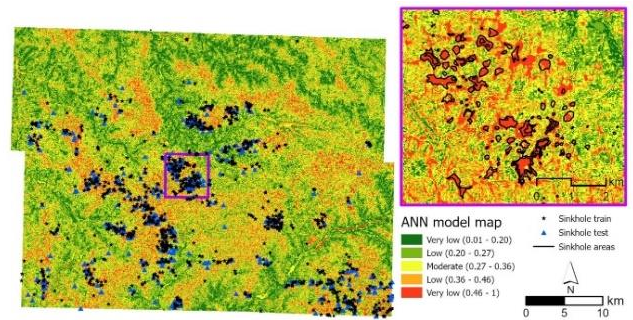 0 1 2
km
ANN model map
Very low (0.01 - 0.20)
Low (0.20 - 0.27)
Moderate (0.27 - 0.36)
Low (0.36 - 0.46)
Very low (0.46 - 1)
Sinkhole train
Sinkhole test
Sinkhole areas
N
km
0 5 10